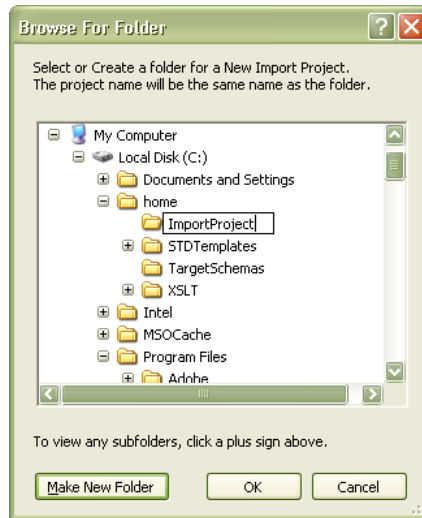 Browse For Folder
Select or Create a folder for a New Import Project.
The project name will be the same name as the folder.
My Computer
Local Disk (C:)
Documents and Settings
home
ImportProject
STDTemplates
TargetSchemas
XSLT
Intel
MSOCache
Program Files
Adobe
To view any subfolders, click a plus sign above.
Make New Folder OK Cancel